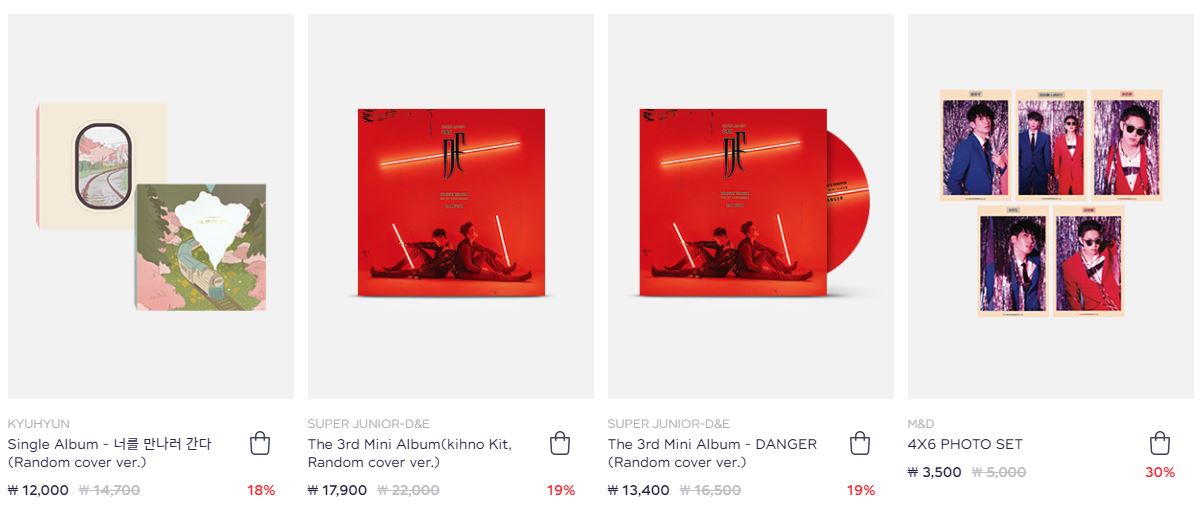 KYUHYUN
Single Album - 너를 만나러 간다
(Random cover ver.)
₩ 12,000 ₩ 14,700 18%
SUPER JUNIOR-D&E
The 3rd Mini Album(kihno Kit,
Random cover ver.)
₩ 17,900 ₩ 22,000 19%
SUPER JUNIOR-D&E
The 3rd Mini Album - DANGER
(Random cover ver.)
₩ 13,400 ₩ 16,500 19%
M&D
4X6 PHOTO SET
₩ 3,500 ₩ 5,000 30%